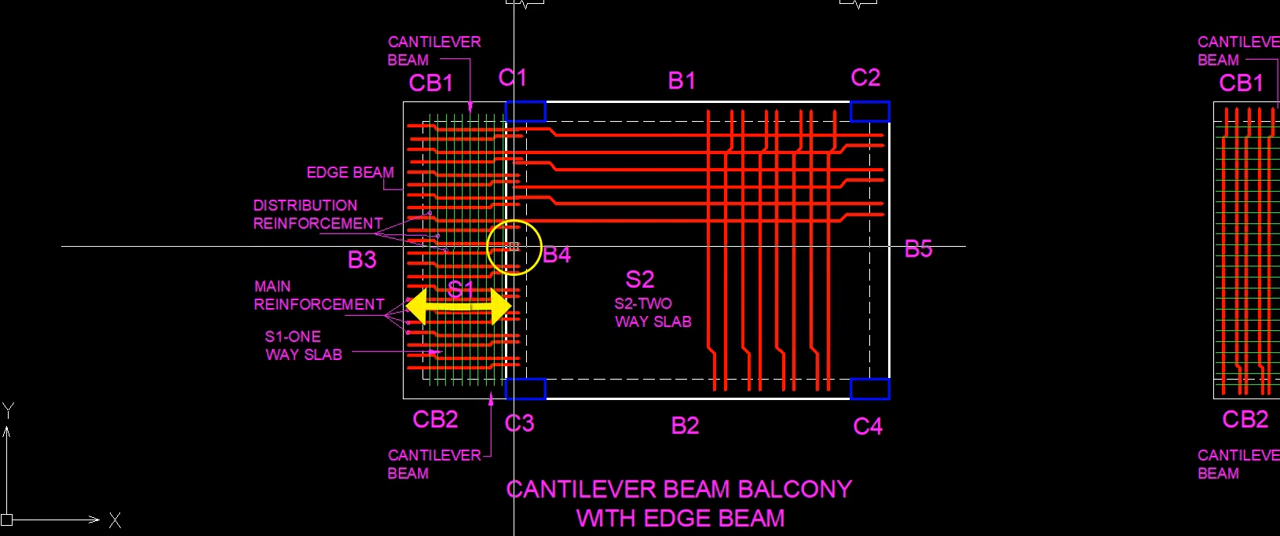 CANTILEVER
BEAM
CB1
C1
B1
C2
EDGE BEAM
DISTRIBUTION
REINFORCEMENT
B3
B4
B5
MAIN
REINFORCEMENT
S1
S2
S2-TWO
WAY SLAB
S1-ONE
WAY SLAB
CB2
C3
B2
C4
CANTILEVER
BEAM
CANTILEVER BEAM BALCONY
WITH EDGE BEAM
Y
X
CANTILEVE
BEAM
CB1
CB2
CANTILEVE
BEAM